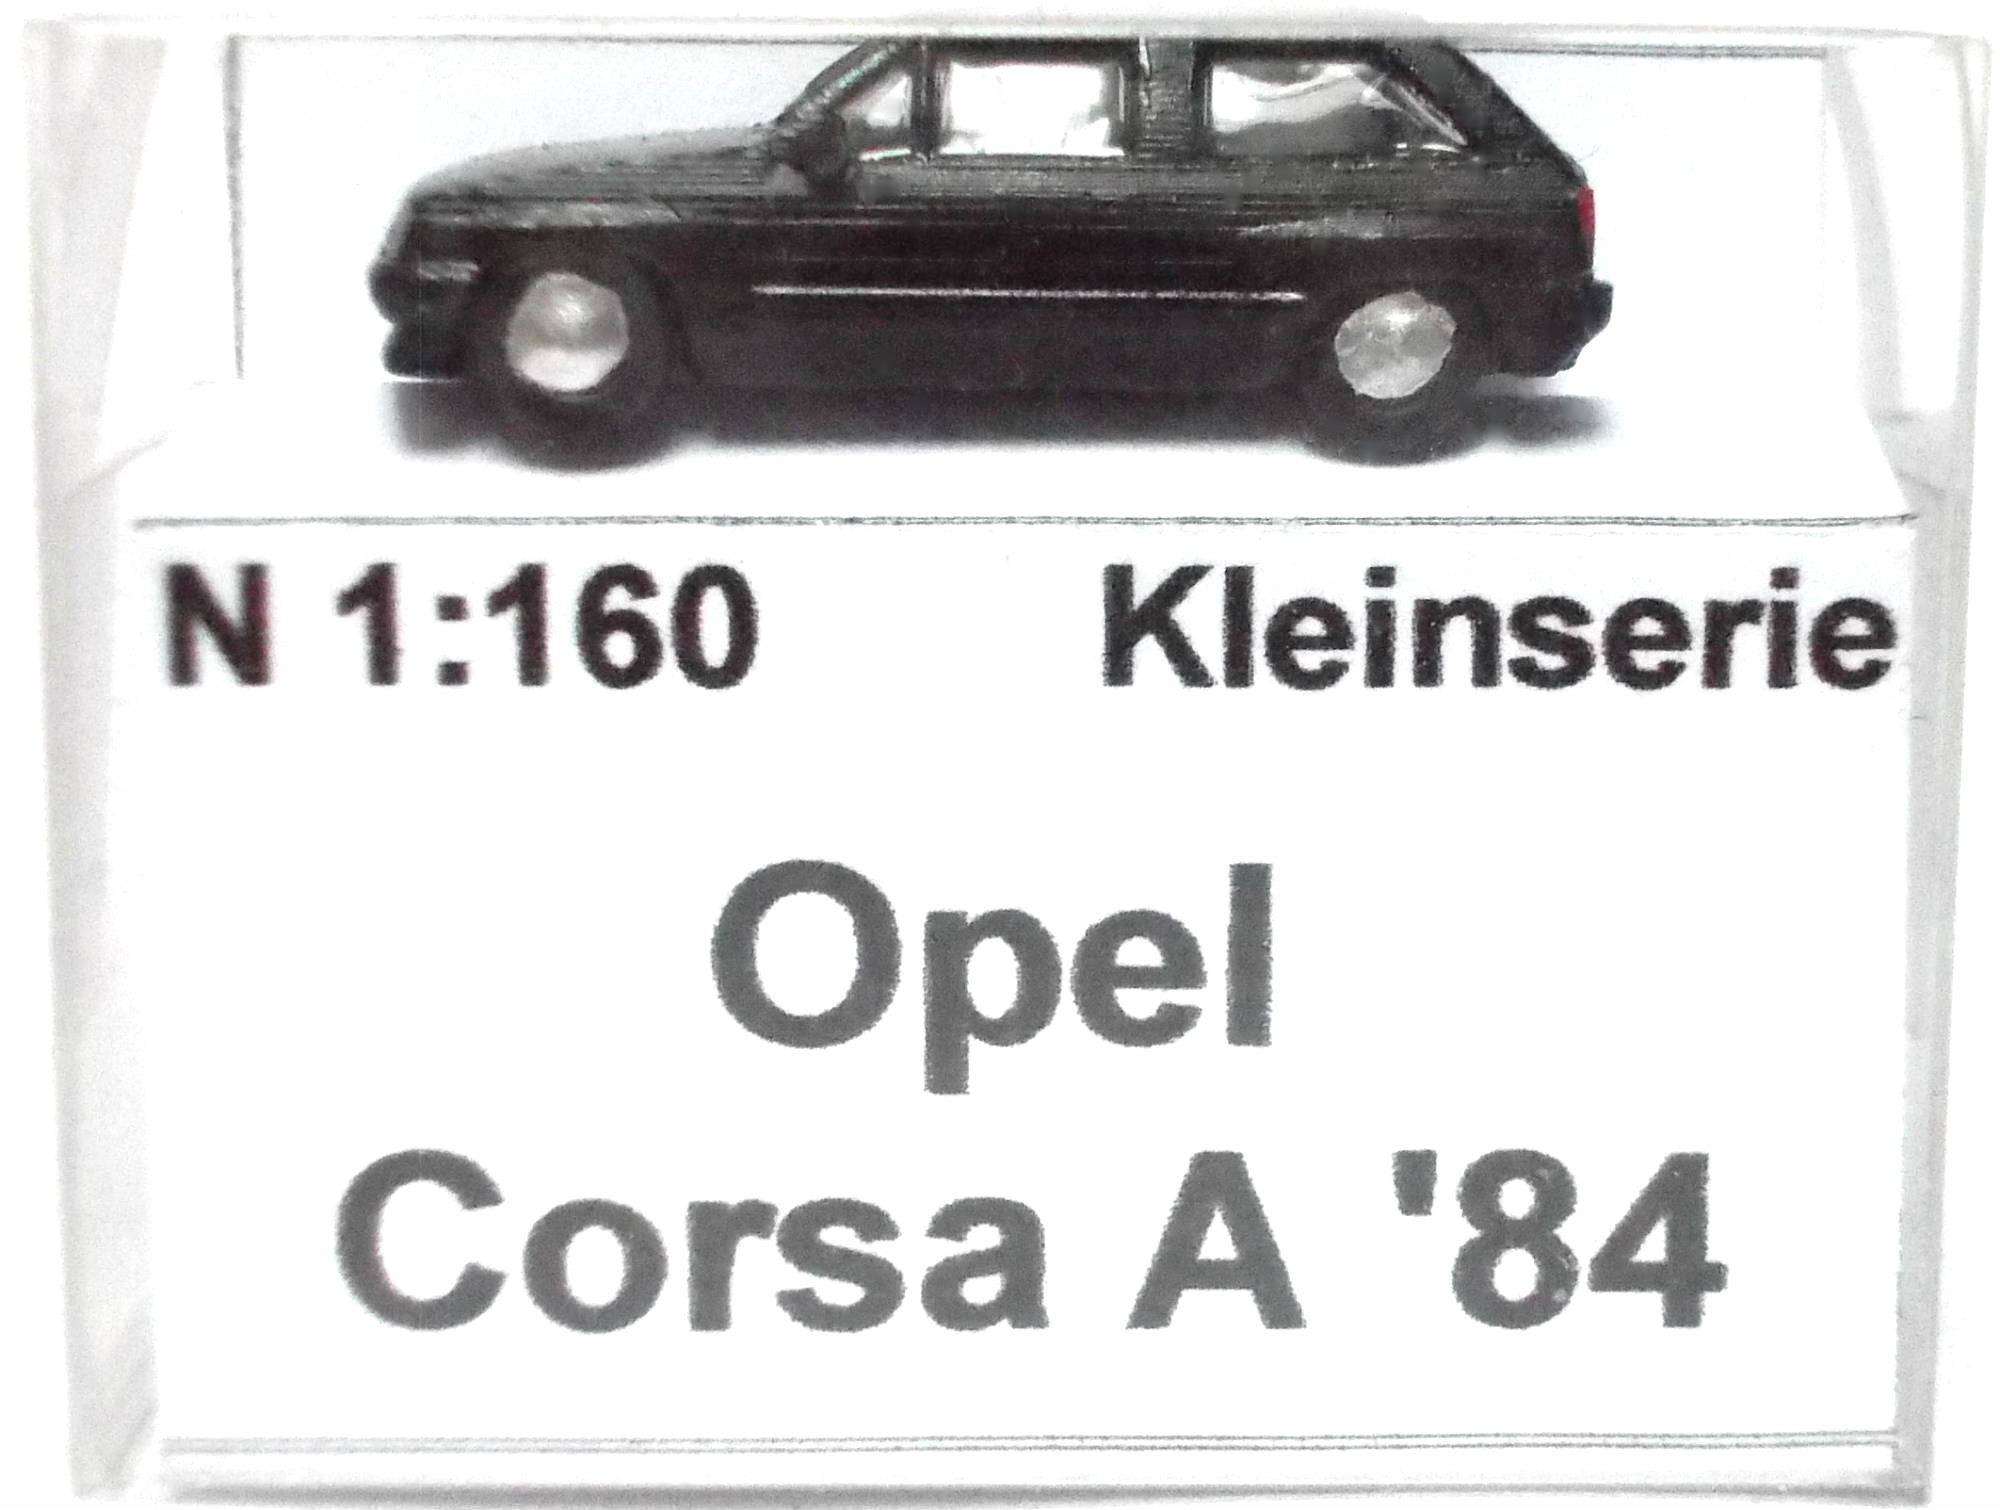 N 1:160 Kleinserie
Opel
Corsa A '84